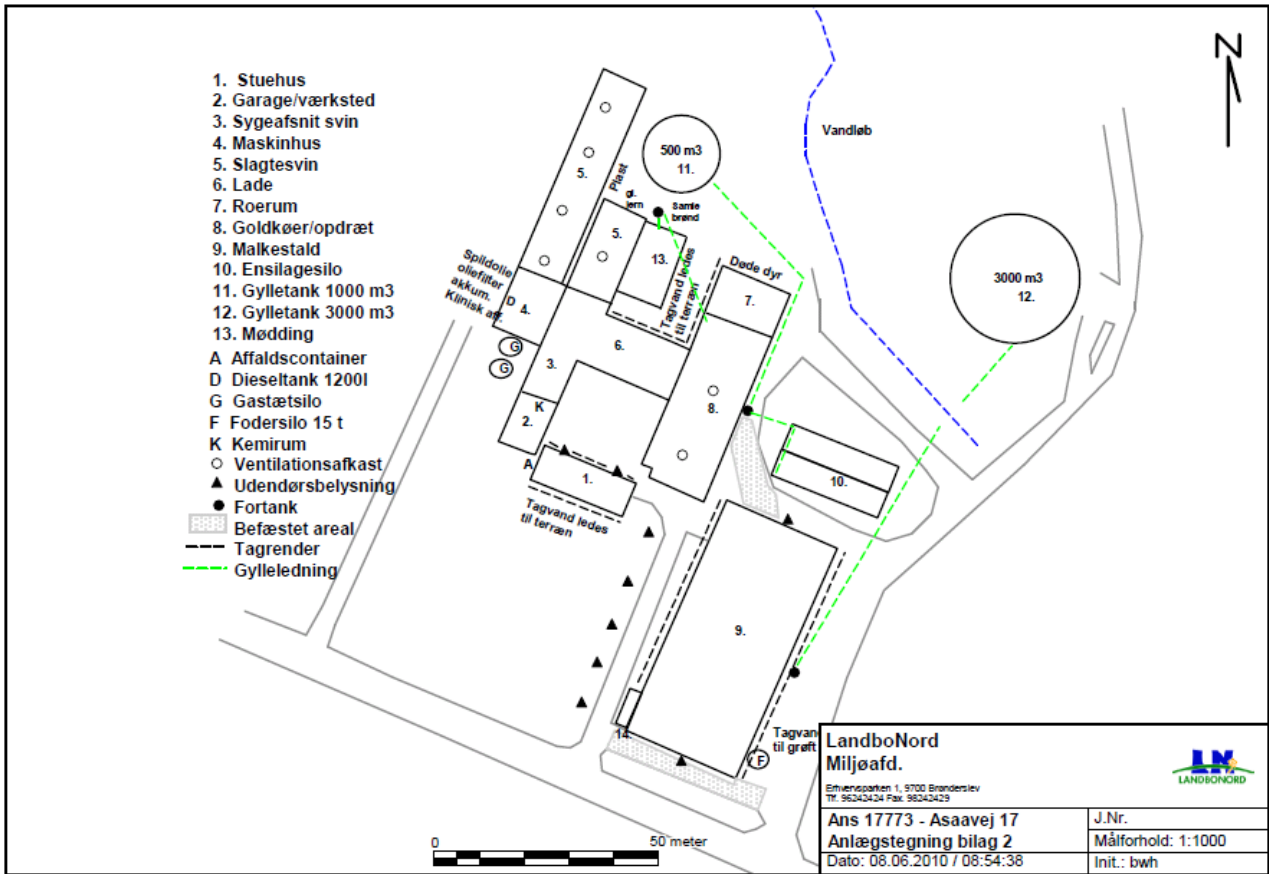 1. Stuehus
2. Garage/værksted
3. Sygeafsnit svin
4. Maskinhus
5. Slagtesvin
6. Lade
7. Roerum
8. Goldkøer/opdræt
9. Malkestald
10. Ensilagesilo
11. Gylletank 1000 m3
12. Gylletank 3000 m3
13. Mødding
A Affaldscontainer
D Dieseltank 1200l
G Gastætsilo
F Fodersilo 15 t
K Kemirum
Ventilationsafkast
Udendørsbelysning
Fortank
Befæstet areal
Tagrender
Gylleledning
N
Vandløb
500 m3
11.
3000 m3
12.
5.
Plast
gl.
jern
Samle
brønd
5.
13.
Tagvand ledes
til terræn
Døde dyr
7.
Spildolie
oliefilter
akkum.
Klinisk aff.
D
4.
G
G
6.
3.
K
2.
8.
A
1.
Tagvand ledes
til terræn
10.
9.
14.
F
Tagvan
til grøft
0
50 meter
LandboNord
Miljøafd.
Erhvervsparken 1, 9700 Brønderslev
Tlf. 96242424 Fax. 98242429
LN
LANDBONORD
Ans 17773 - Asaavej 17
Anlægstegning bilag 2
Dato: 08.06.2010 / 08:54:38
J.Nr.
Målforhold: 1:1000
Init.: bwh